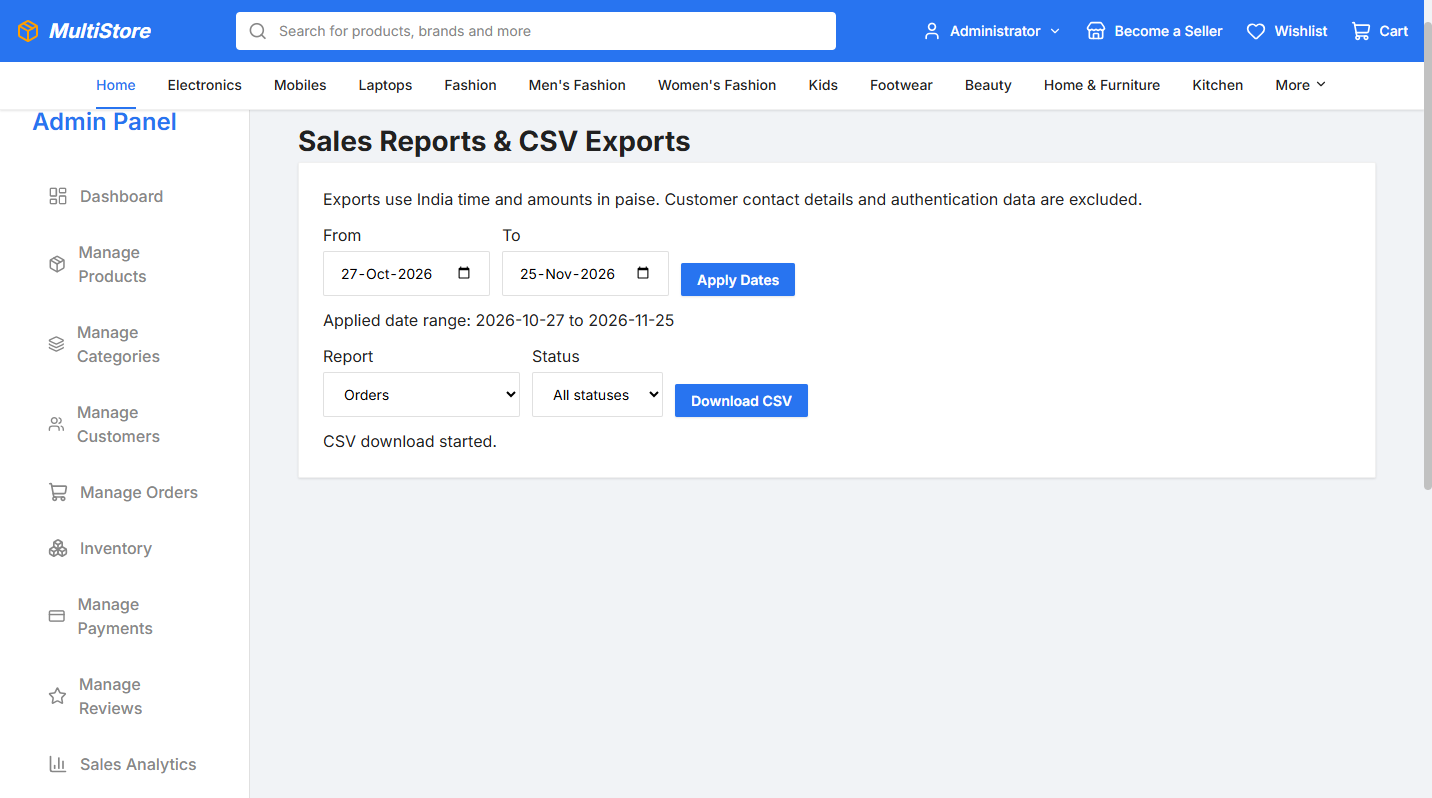 MultiStore
Search for products, brands and more
Administrator
Become a Seller
Wishlist
Cart
Home Electronics Mobiles Laptops Fashion Men's Fashion Women's Fashion Kids Footwear Beauty Home & Furniture Kitchen More
Admin Panel
Dashboard
Manage
Products
Manage
Categories
Manage
Customers
Manage Orders
Inventory
Manage
Payments
Manage
Reviews
Sales Analytics
Sales Reports & CSV Exports
Exports use India time and amounts in paise. Customer contact details and authentication data are excluded.
From To
27-Oct-2026 25-Nov-2026 Apply Dates
Applied date range: 2026-10-27 to 2026-11-25
Report Status
Orders All statuses Download CSV
CSV download started.